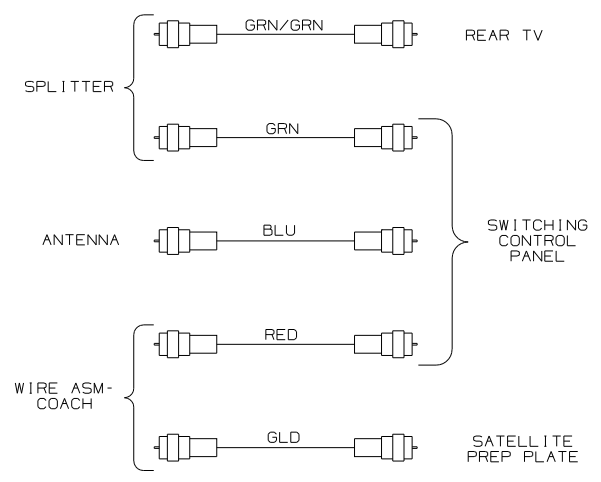 GRN/GRN
REAR TV
SPLITTER
GRN
ANTENNA
BLU
SWITCHING
CONTROL
PANEL
RED
WIRE ASM-
COACH
GLD
SATELLITE
PREP PLATE